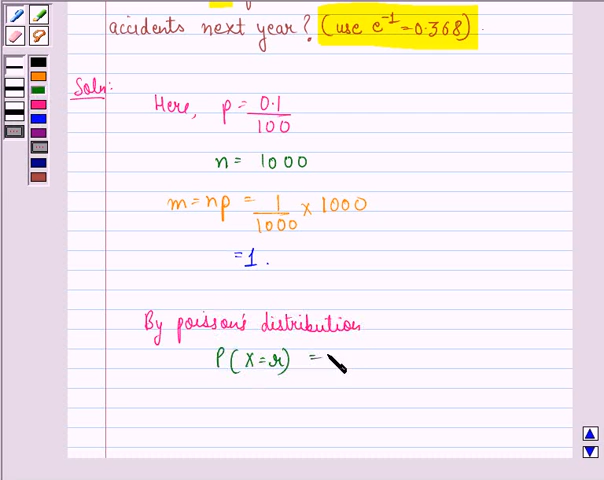 accidents next year? (use e⁻¹ = 0.368)
Soln:
Here, p = 0.1/100
n = 1000
m = np = 1/1000 × 1000
= 1.
By poisson's distribution
P(X=r) =